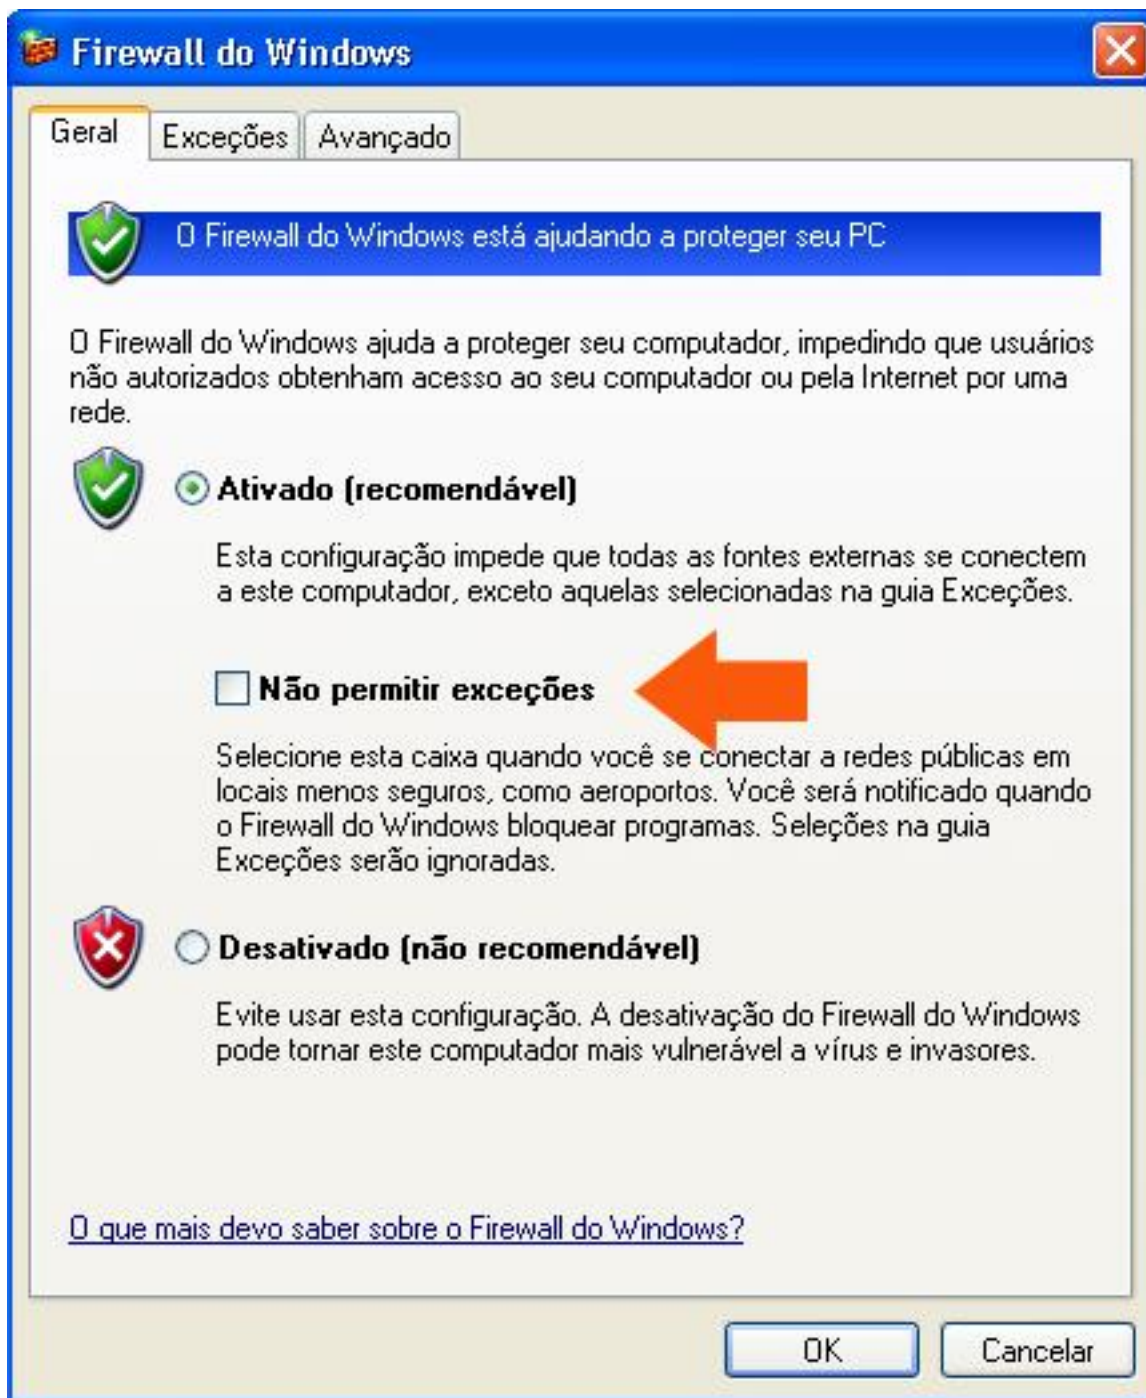 Firewall do Windows
Geral
Exceções
Avançado
O Firewall do Windows está ajudando a proteger seu PC
O Firewall do Windows ajuda a proteger seu computador, impedindo que usuários
não autorizados obtenham acesso ao seu computador ou pela Internet por uma
rede.
Ativado (recomendável)
Esta configuração impede que todas as fontes externas se conectem
a este computador, exceto aquelas selecionadas na guia Exceções.
Não permitir exceções
Selecione esta caixa quando você se conectar a redes públicas em
locais menos seguros, como aeroportos. Você será notificado quando
o Firewall do Windows bloquear programas. Seleções na guia
Exceções serão ignoradas.
Desativado (não recomendável)
Evite usar esta configuração. A desativação do Firewall do Windows
pode tornar este computador mais vulnerável a vírus e invasores.
O que mais devo saber sobre o Firewall do Windows?
OK
Cancelar